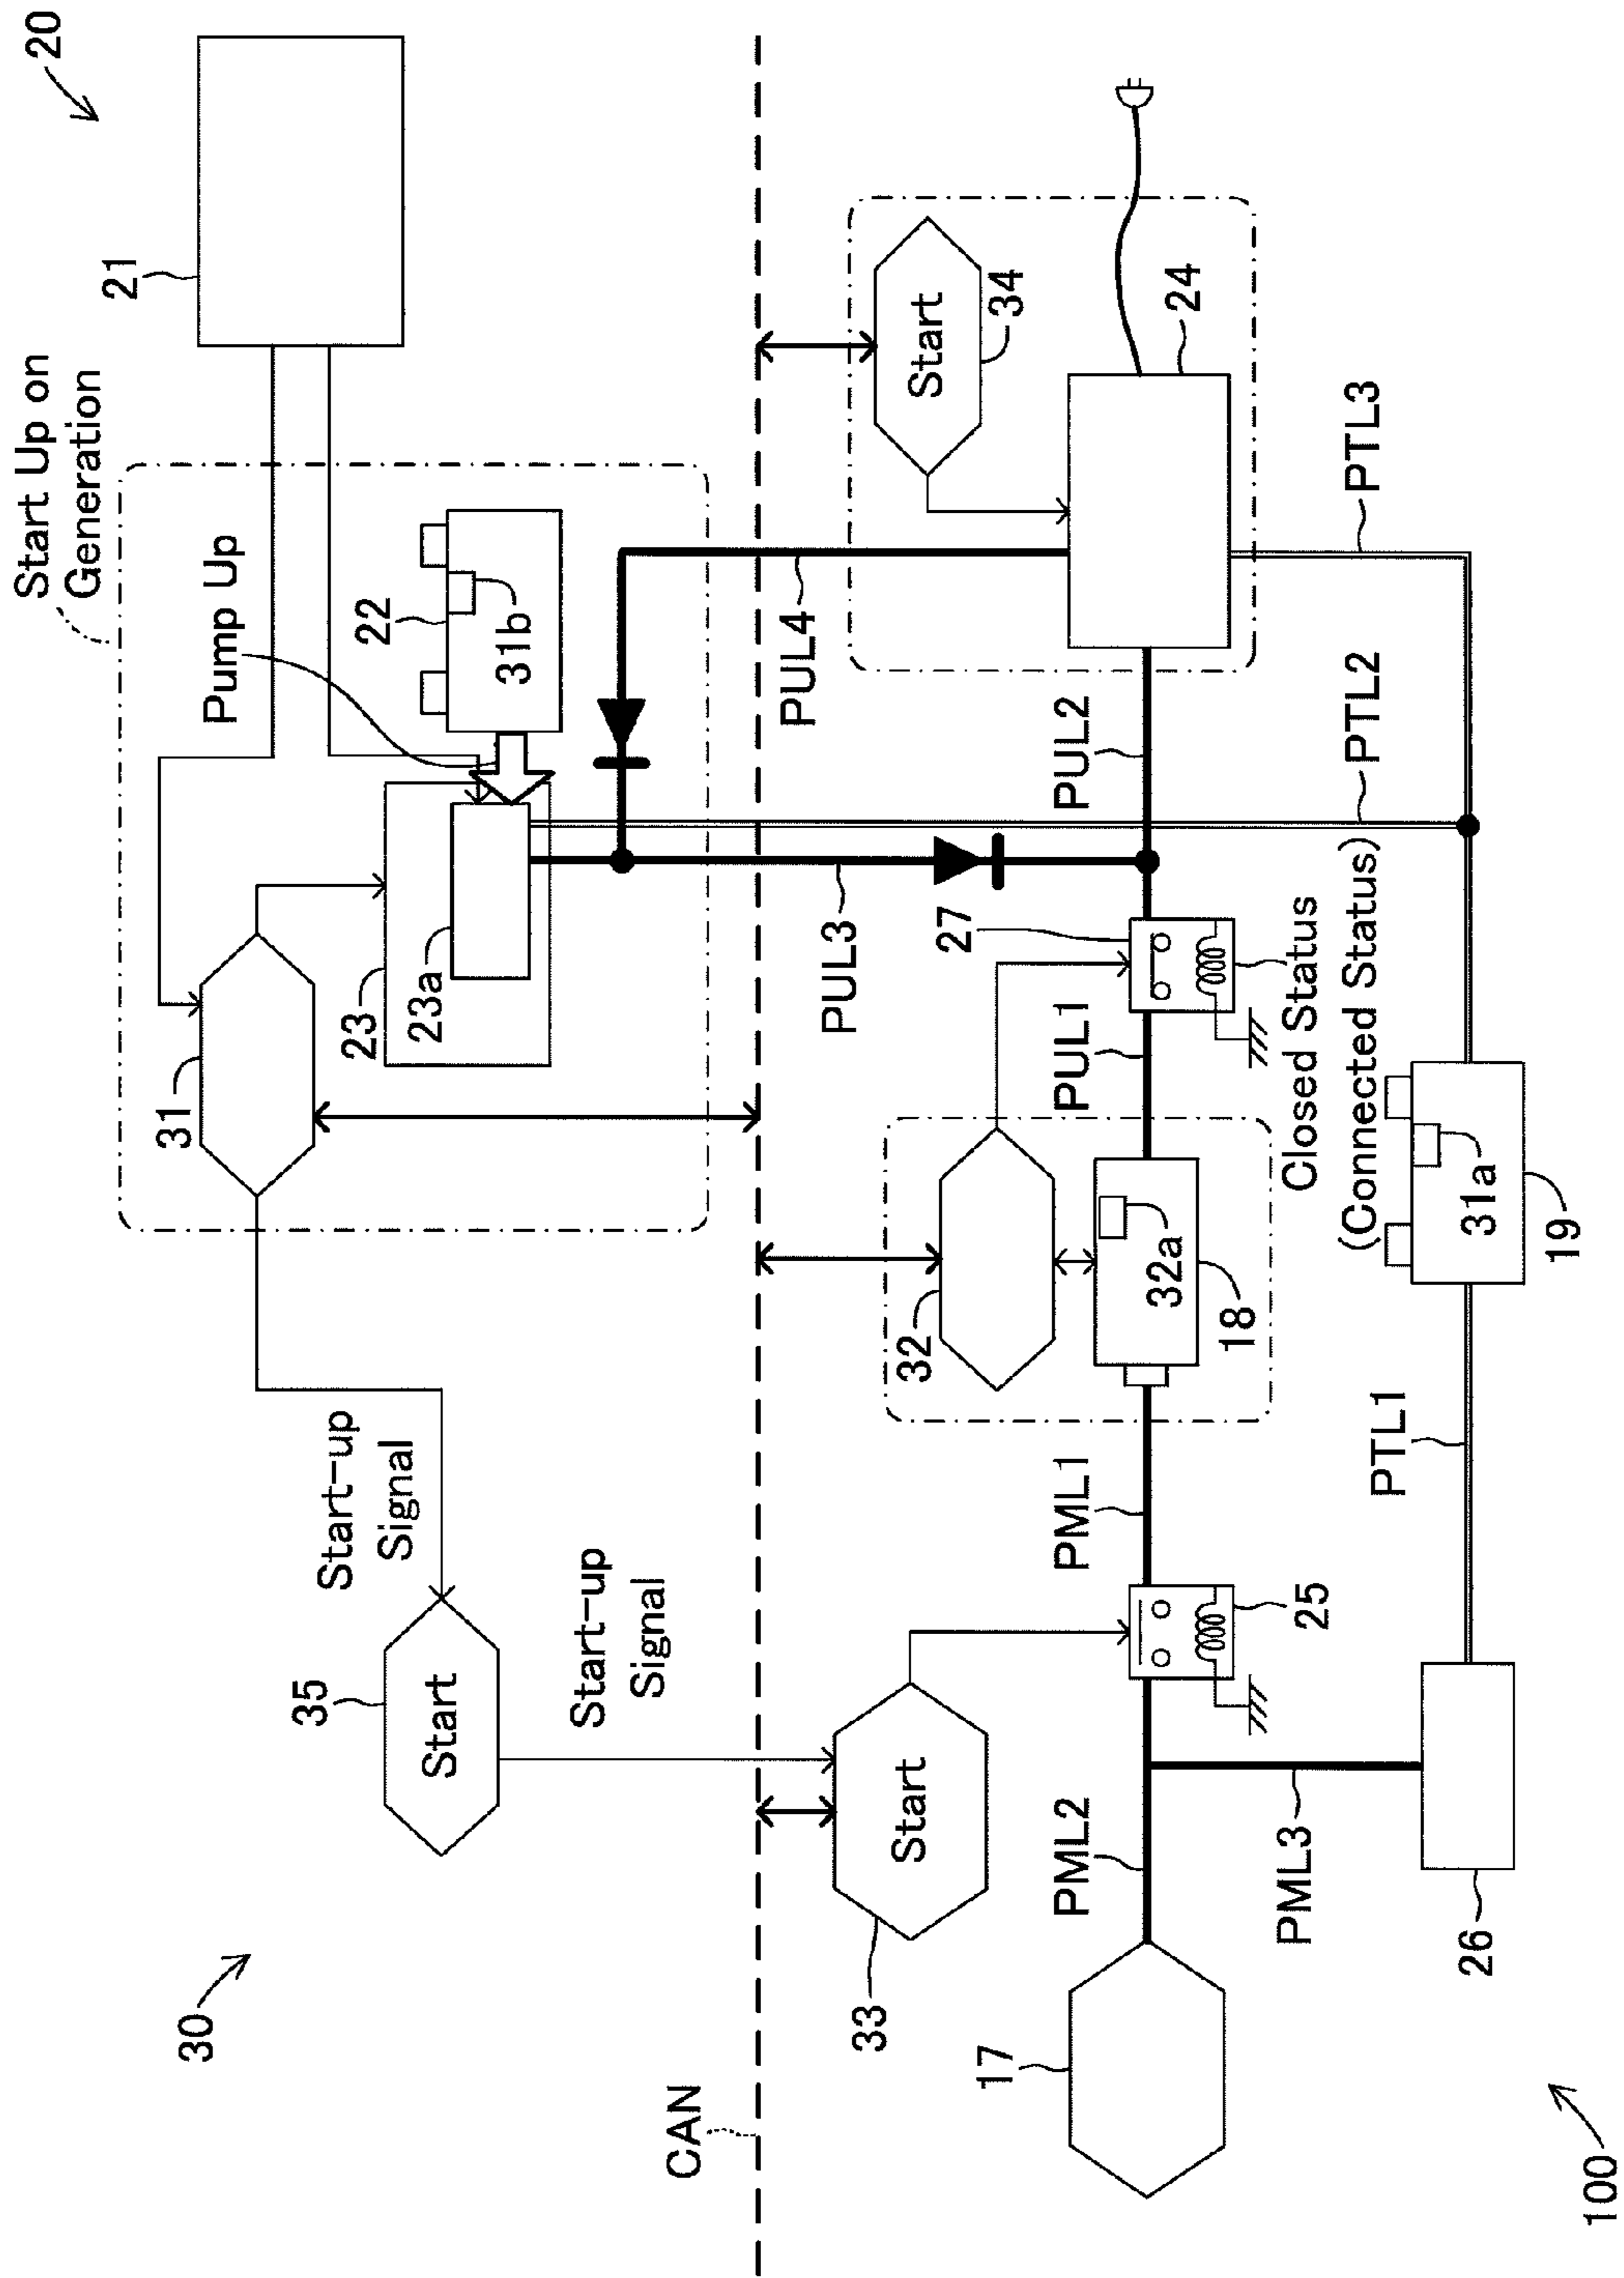 30
20
Start Up on
Generation
21
31
Pump Up
35
Start
Start-up
Signal
23
22
23a
31b
Start-up
Signal
CAN
PUL4
33
Start
32
PUL3
27
Start
34
17
PML2
PML1
PUL1
PUL2
32a
24
18
25
Closed Status
(Connected Status)
PML3
PTL1
PTL2
PTL3
26
31a
19
100